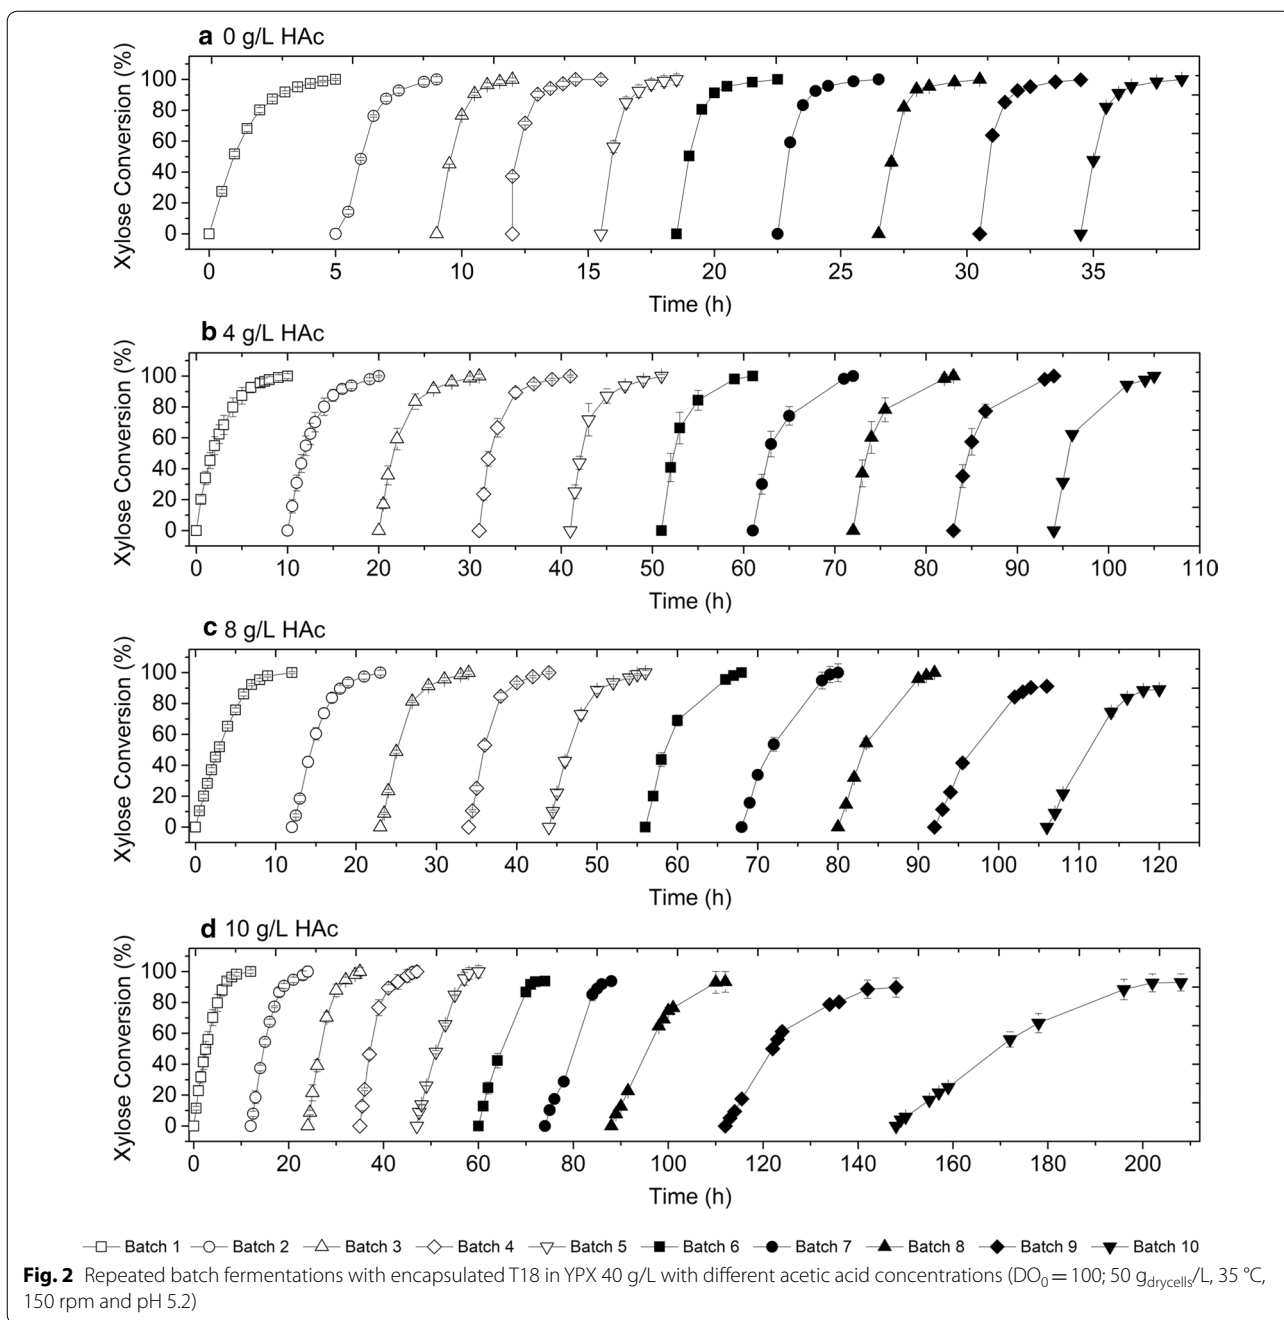 a 0 g/L HAc
Xylose Conversion (%)
100
80
60
40
20
0
0 5 10 15 20 25 30 35
Time (h)
b 4 g/L HAc
Xylose Conversion (%)
100
80
60
40
20
0
0 10 20 30 40 50 60 70 80 90 100 110
Time (h)
c 8 g/L HAc
Xylose Conversion (%)
100
80
60
40
20
0
0 10 20 30 40 50 60 70 80 90 100 110 120
Time (h)
d 10 g/L HAc
Xylose Conversion (%)
100
80
60
40
20
0
0 20 40 60 80 100 120 140 160 180 200
Time (h)
Batch 1 Batch 2 Batch 3 Batch 4 Batch 5 Batch 6 Batch 7 Batch 8 Batch 9 Batch 10
Fig. 2 Repeated batch fermentations with encapsulated T18 in YPX 40 g/L with different acetic acid concentrations (DO₀ = 100; 50 g_drycells/L, 35 °C,
150 rpm and pH 5.2)